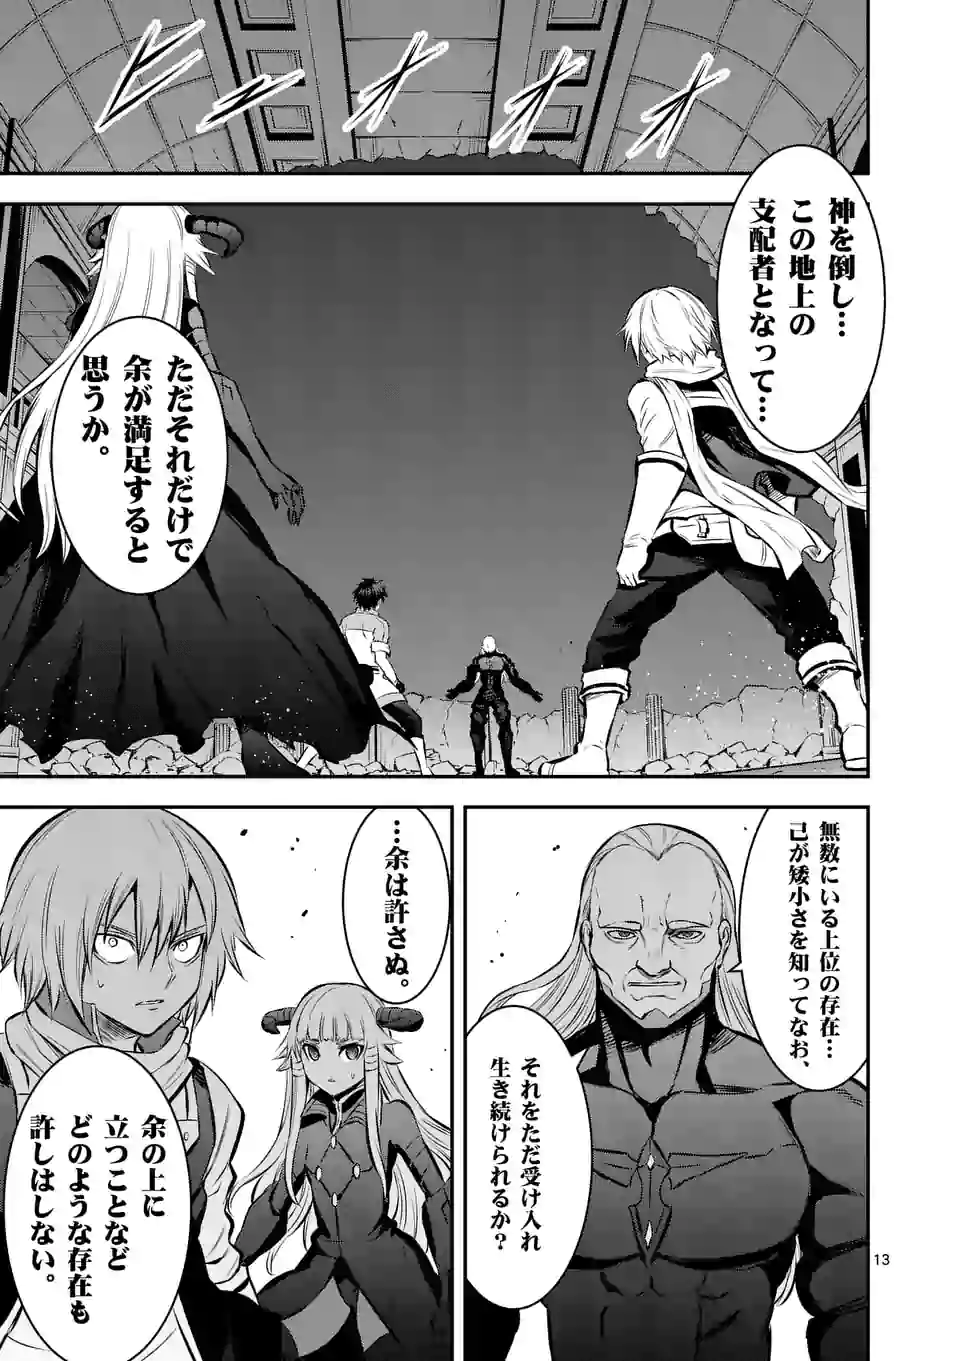 ヒュオオオ
神を倒し…
この地上の
支配者となって…
ただそれだけで
余が満足すると
思うか。
無数にいる上位の存在…
己が矮小さを知ってなお、
それをただ受け入れ
生き続けられるか？
…余は許さぬ。
余の上に
立つことなど
どのような存在も
許しはしない。
13